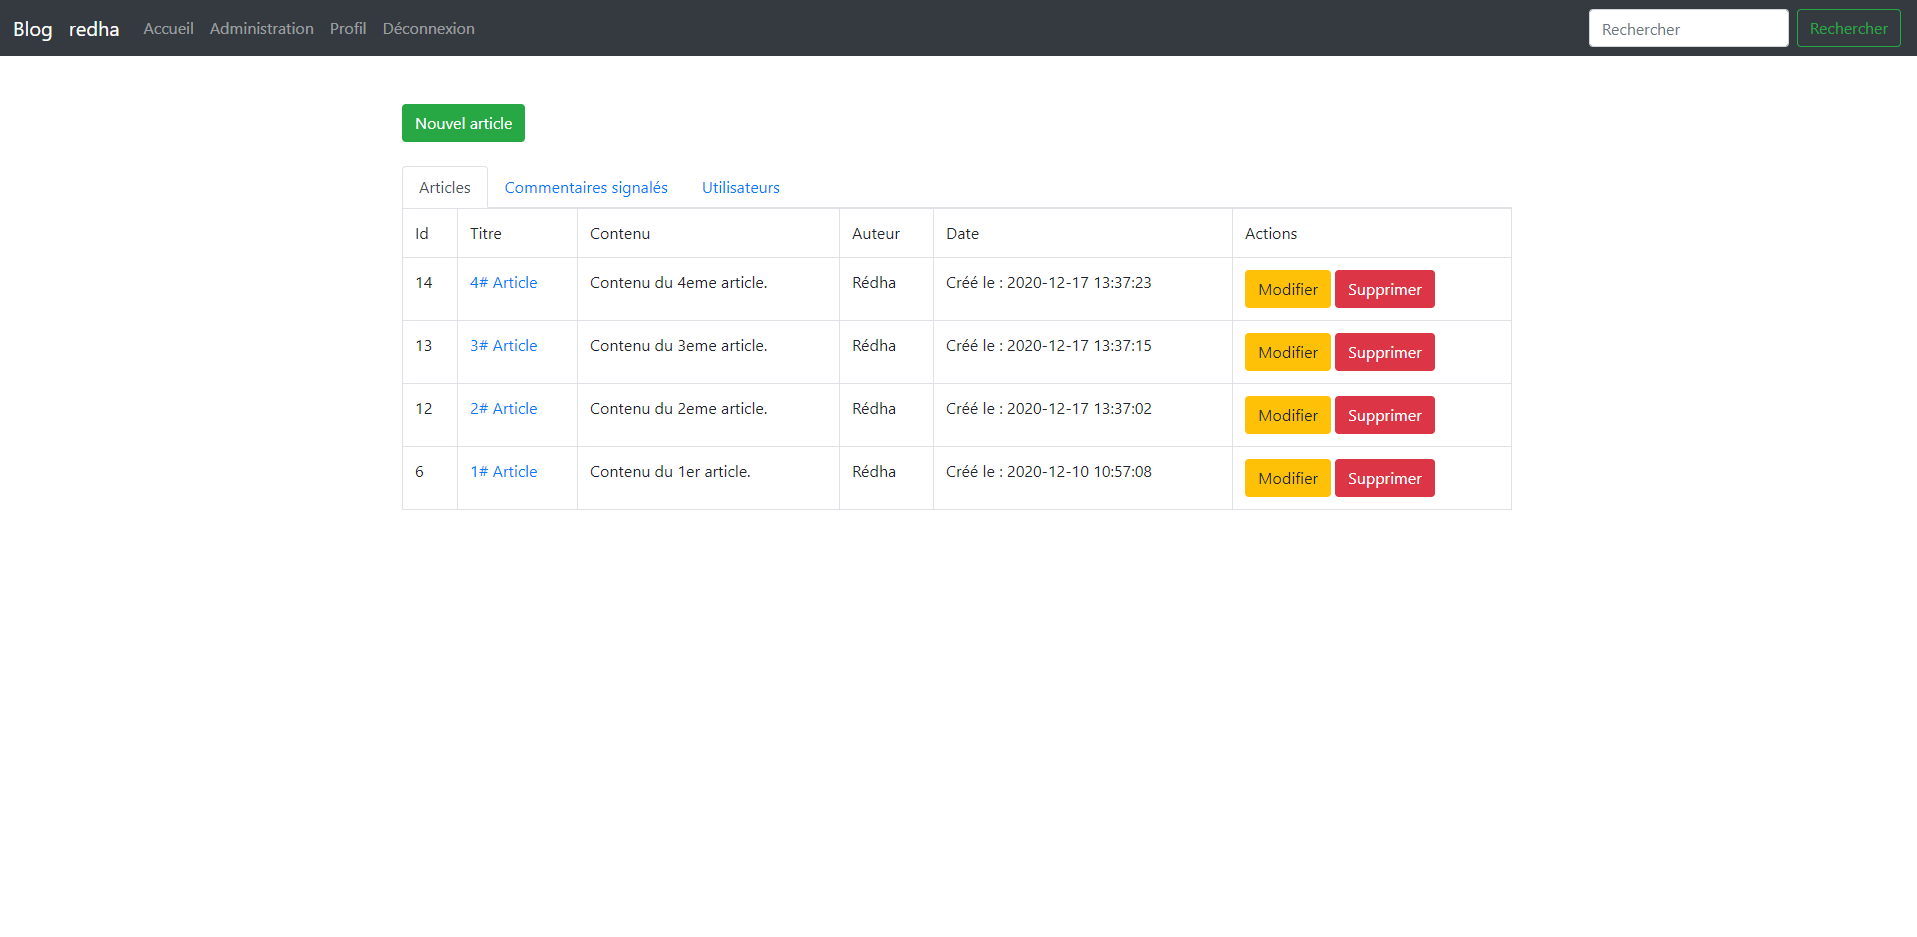 Blog redha Accueil Administration Profil Déconnexion Rechercher Rechercher
Nouvel article
Articles Commentaires signalés Utilisateurs
Id Titre Contenu Auteur Date Actions
14 4# Article Contenu du 4eme article. Rédha Créé le : 2020-12-17 13:37:23 Modifier Supprimer
13 3# Article Contenu du 3eme article. Rédha Créé le : 2020-12-17 13:37:15 Modifier Supprimer
12 2# Article Contenu du 2eme article. Rédha Créé le : 2020-12-17 13:37:02 Modifier Supprimer
6 1# Article Contenu du 1er article. Rédha Créé le : 2020-12-10 10:57:08 Modifier Supprimer